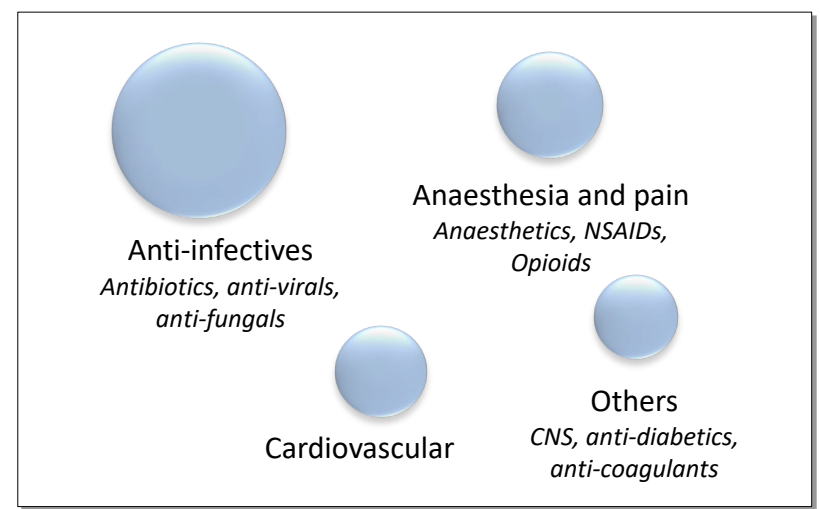 Anti-infectives
Antibiotics, anti-virals,
anti-fungals
Anaesthesia and pain
Anaesthetics, NSAIDs,
Opioids
Cardiovascular
Others
CNS, anti-diabetics,
anti-coagulants